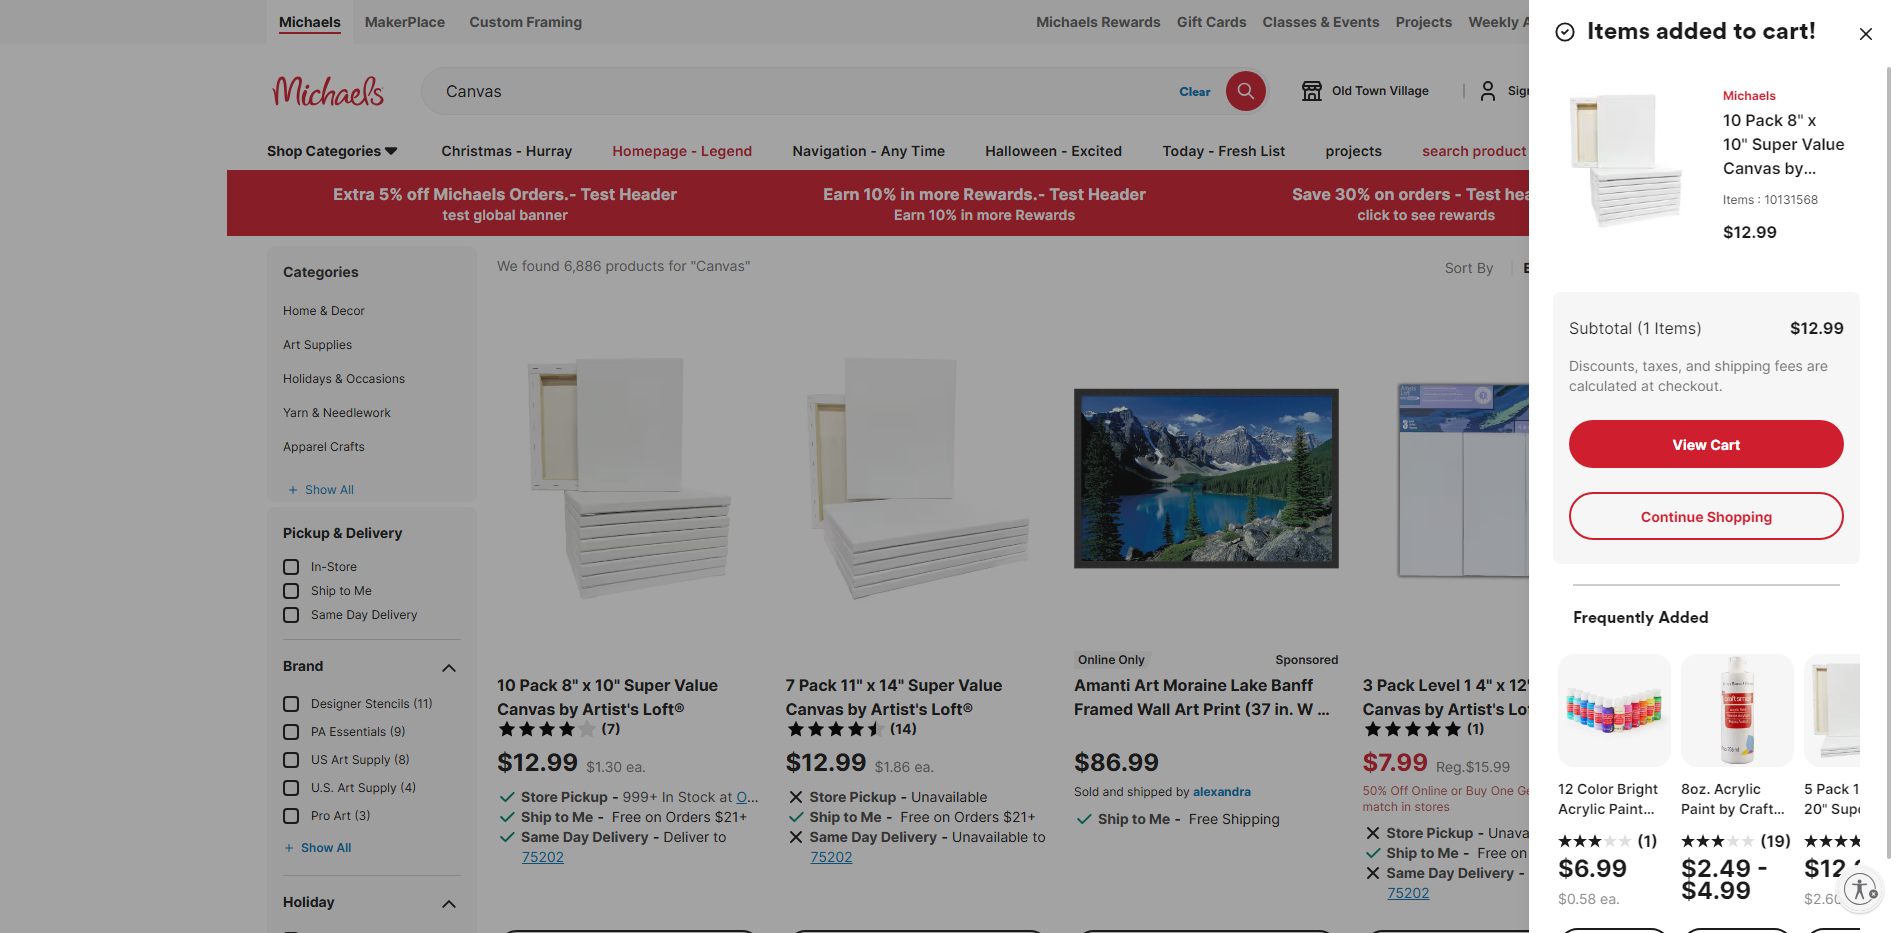 Michaels
MakerPlace
Custom Framing
Michaels Rewards
Gift Cards
Classes & Events
Projects
Weekly A
Michaels
Canvas
Clear
Old Town Village
Sign
Shop Categories
Christmas - Hurray
Homepage - Legend
Navigation - Any Time
Halloween - Excited
Today - Fresh List
projects
search product
Extra 5% off Michaels Orders.- Test Header
test global banner
Earn 10% in more Rewards.- Test Header
Earn 10% in more Rewards
Save 30% on orders - Test hea
click to see rewards
Categories
Home & Decor
Art Supplies
Holidays & Occasions
Yarn & Needlework
Apparel Crafts
+ Show All
Pickup & Delivery
In-Store
Ship to Me
Same Day Delivery
Brand
Designer Stencils (11)
PA Essentials (9)
US Art Supply (8)
U.S. Art Supply (4)
Pro Art (3)
+ Show All
Holiday
We found 6,886 products for "Canvas"
Sort By
10 Pack 8" x 10" Super Value
Canvas by Artist's Loft®
(7)
$12.99 $1.30 ea.
Store Pickup - 999+ In Stock at O...
Ship to Me - Free on Orders $21+
Same Day Delivery - Deliver to
75202
7 Pack 11" x 14" Super Value
Canvas by Artist's Loft®
(14)
$12.99 $1.86 ea.
Store Pickup - Unavailable
Ship to Me - Free on Orders $21+
Same Day Delivery - Unavailable to
75202
Online Only
Sponsored
Amanti Art Moraine Lake Banff
Framed Wall Art Print (37 in. W ...
$86.99
Sold and shipped by alexandra
Ship to Me - Free Shipping
3 Pack Level 1 4" x 12"
Canvas by Artist's Lof
(1)
$7.99 Reg.$15.99
50% Off Online or Buy One Ge
match in stores
Store Pickup - Unava
Ship to Me - Free on
Same Day Delivery -
75202
Items added to cart!
Michaels
10 Pack 8" x
10" Super Value
Canvas by...
Items : 10131568
$12.99
Subtotal (1 Items)
$12.99
Discounts, taxes, and shipping fees are
calculated at checkout.
View Cart
Continue Shopping
Frequently Added
12 Color Bright
Acrylic Paint...
(1)
$6.99
$0.58 ea.
8oz. Acrylic
Paint by Craft...
(19)
$2.49 -
$4.99
5 Pack 1
20" Supe
$12.
$2.60